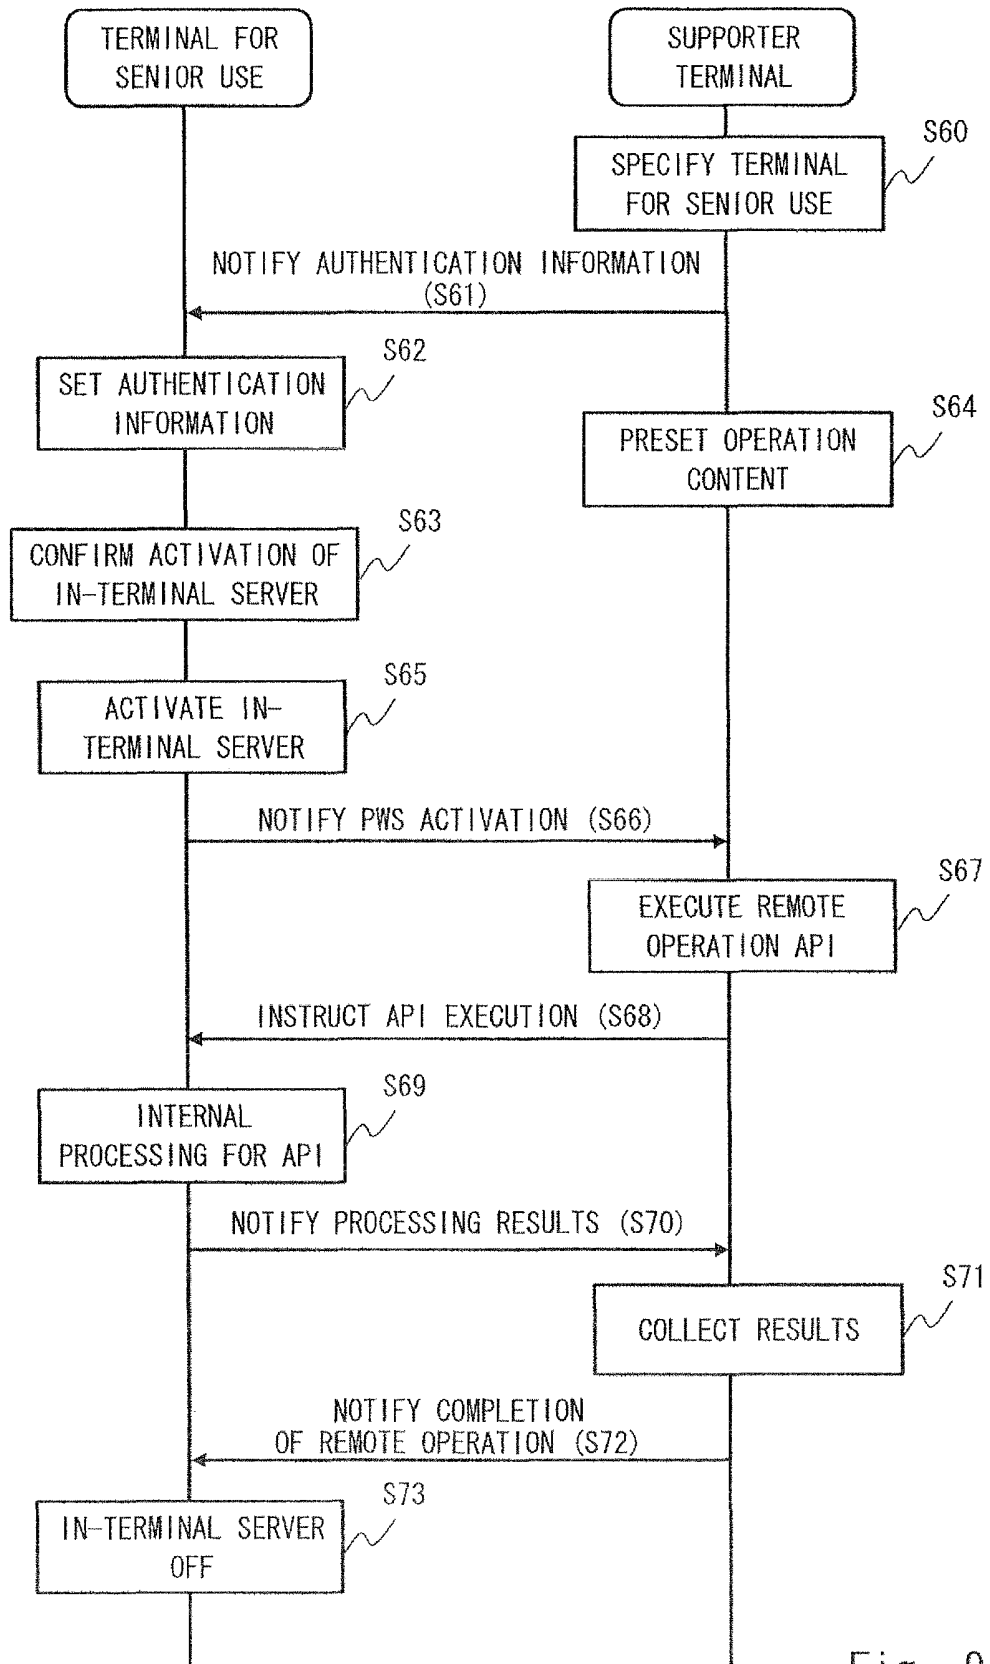 TERMINAL FOR
SENIOR USE
SUPPORTER
TERMINAL
S60
SPECIFY TERMINAL
FOR SENIOR USE
NOTIFY AUTHENTICATION INFORMATION
(S61)
S62
SET AUTHENTICATION
INFORMATION
S64
PRESET OPERATION
CONTENT
S63
CONFIRM ACTIVATION OF
IN-TERMINAL SERVER
S65
ACTIVATE IN-
TERMINAL SERVER
NOTIFY PWS ACTIVATION (S66)
S67
EXECUTE REMOTE
OPERATION API
INSTRUCT API EXECUTION (S68)
S69
INTERNAL
PROCESSING FOR API
NOTIFY PROCESSING RESULTS (S70)
S71
COLLECT RESULTS
NOTIFY COMPLETION
OF REMOTE OPERATION (S72)
S73
IN-TERMINAL SERVER
OFF
Fig.